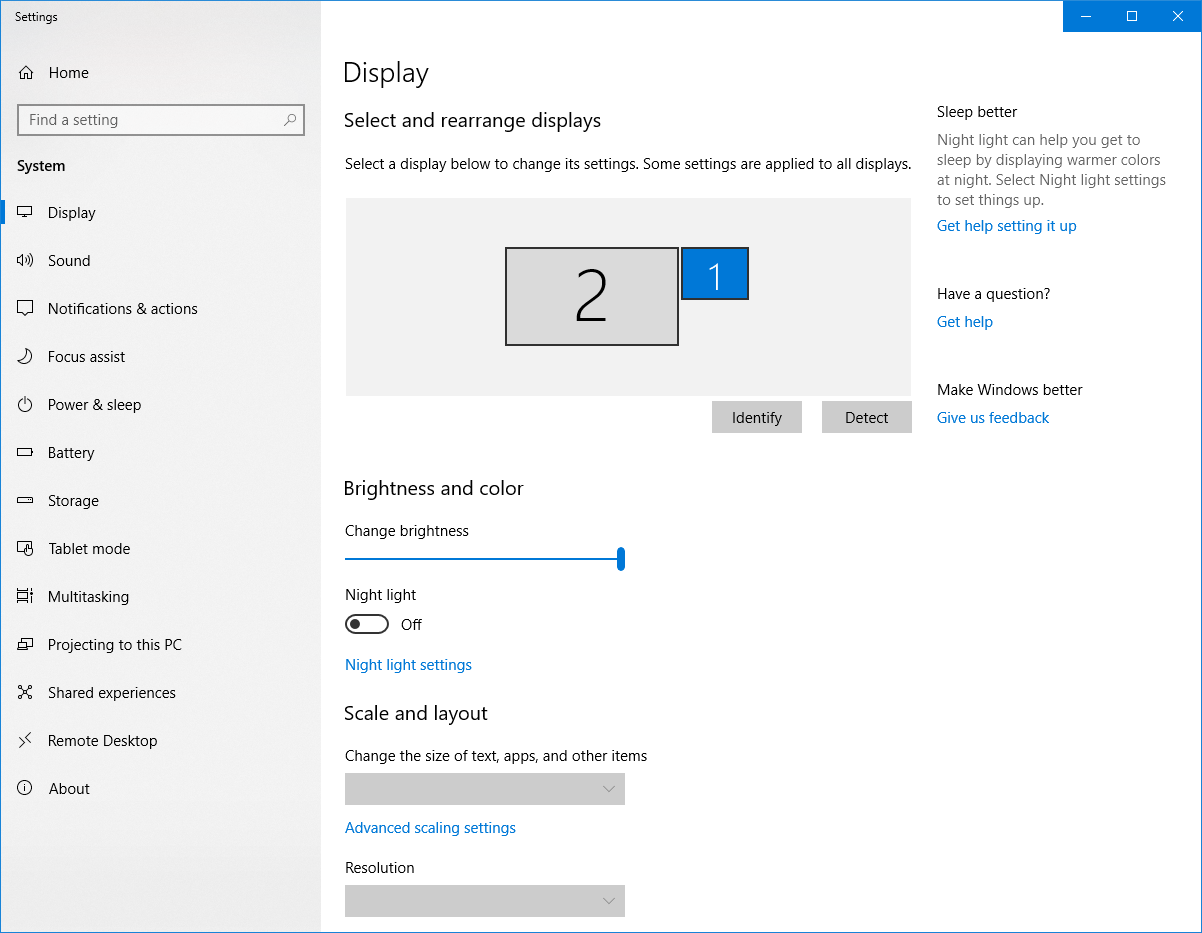 Settings
Home
Find a setting
System
Display
Sound
Notifications & actions
Focus assist
Power & sleep
Battery
Storage
Tablet mode
Multitasking
Projecting to this PC
Shared experiences
Remote Desktop
About
Display
Select and rearrange displays
Select a display below to change its settings. Some settings are applied to all displays.
2
1
Identify
Detect
Brightness and color
Change brightness
Night light
Off
Night light settings
Scale and layout
Change the size of text, apps, and other items
Advanced scaling settings
Resolution
Sleep better
Night light can help you get to
sleep by displaying warmer colors
at night. Select Night light settings
to set things up.
Get help setting it up
Have a question?
Get help
Make Windows better
Give us feedback